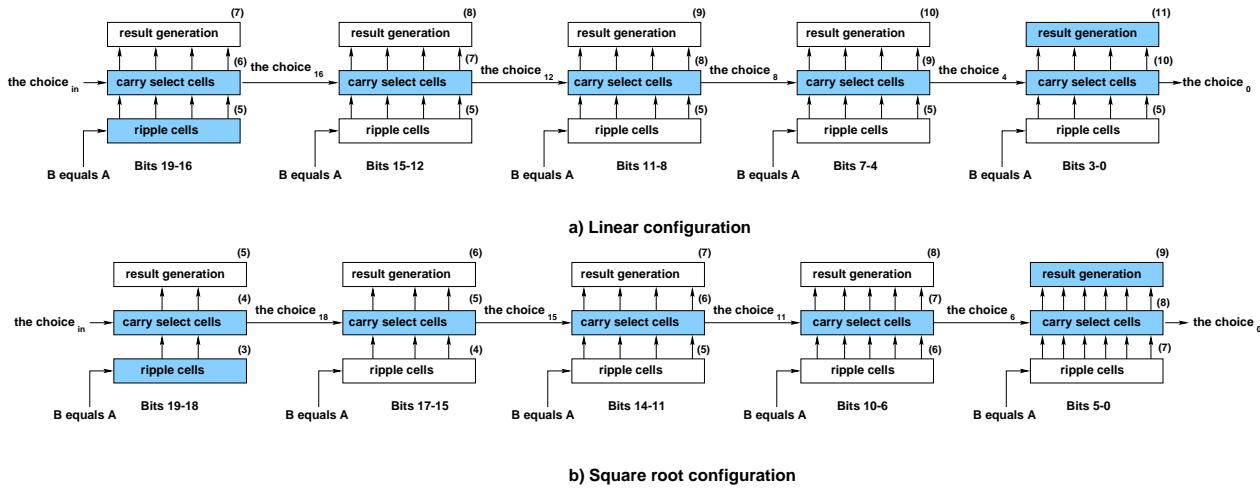 (7) (8) (9) (10) (11)
result generation result generation result generation result generation result generation
(6) (7) (8) (9) (10)
the choice in carry select cells the choice 16 carry select cells the choice 12 carry select cells the choice 8 carry select cells the choice 4 carry select cells the choice 0
(5) (5) (5) (5) (5)
ripple cells ripple cells ripple cells ripple cells ripple cells
Bits 19-16 Bits 15-12 Bits 11-8 Bits 7-4 Bits 3-0
B equals A B equals A B equals A B equals A B equals A
a) Linear configuration
(5) (6) (7) (8) (9)
result generation result generation result generation result generation result generation
(4) (5) (6) (7) (8)
the choice in carry select cells the choice 18 carry select cells the choice 15 carry select cells the choice 11 carry select cells the choice 6 carry select cells the choice 0
(3) (4) (5) (6) (7)
ripple cells ripple cells ripple cells ripple cells ripple cells
Bits 19-18 Bits 17-15 Bits 14-11 Bits 10-6 Bits 5-0
B equals A B equals A B equals A B equals A B equals A
b) Square root configuration